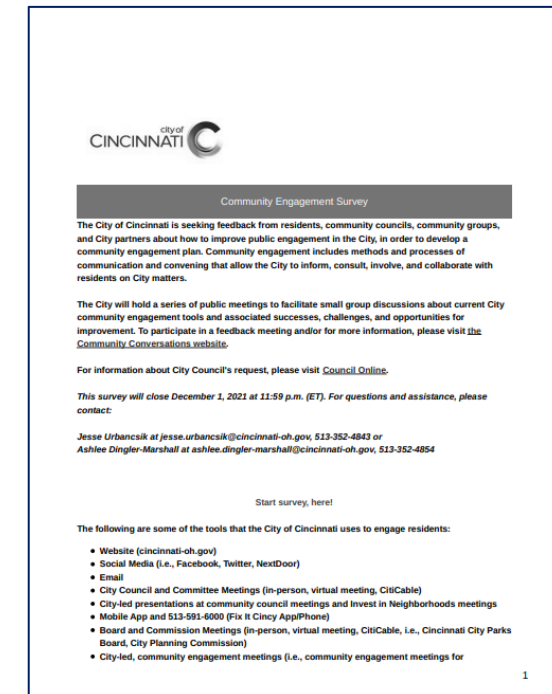 city of
CINCINNATI
Community Engagement Survey
The City of Cincinnati is seeking feedback from residents, community councils, community groups,
and City partners about how to improve public engagement in the City, in order to develop a
community engagement plan. Community engagement includes methods and processes of
communication and convening that allow the City to inform, consult, involve, and collaborate with
residents on City matters.
The City will hold a series of public meetings to facilitate small group discussions about current City
community engagement tools and associated successes, challenges, and opportunities for
improvement. To participate in a feedback meeting and/or for more information, please visit the
Community Conversations website.
For information about City Council's request, please visit Council Online.
This survey will close December 1, 2021 at 11:59 p.m. (ET). For questions and assistance, please
contact:
Jesse Urbancsik at jesse.urbancsik@cincinnati-oh.gov, 513-352-4843 or
Ashlee Dingler-Marshall at ashlee.dingler-marshall@cincinnati-oh.gov, 513-352-4854
Start survey, here!
The following are some of the tools that the City of Cincinnati uses to engage residents:
● Website (cincinnati-oh.gov)
● Social Media (i.e., Facebook, Twitter, NextDoor)
● Email
● City Council and Committee Meetings (in-person, virtual meeting, CitiCable)
● City-led presentations at community council meetings and Invest in Neighborhoods meetings
● Mobile App and 513-591-6000 (Fix It Cincy App/Phone)
● Board and Commission Meetings (in-person, virtual meeting, CitiCable, i.e., Cincinnati City Parks
Board, City Planning Commission)
● City-led, community engagement meetings (i.e., community engagement meetings for
1